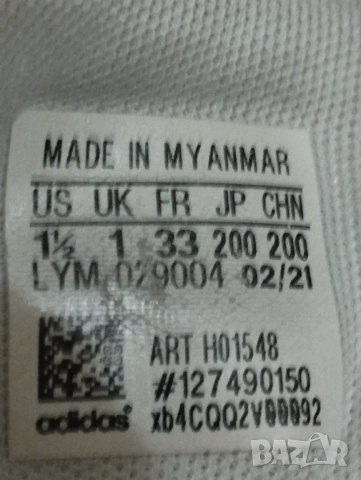 MADE IN MYANMAR
US UK FR JP CHN
1½ 1 33 200 200
LYM 029004 02/21
ART H01548
#127490150
adidas xb4CQQ2V00092
BAZAR